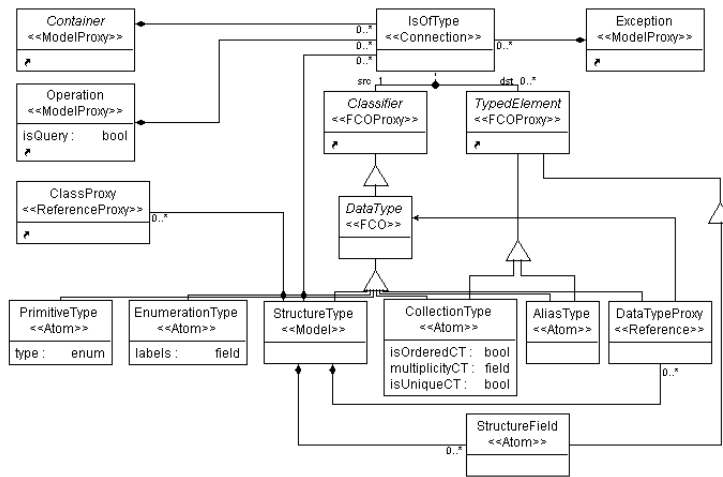 Container
<<ModelProxy>>
IsOfType
<<Connection>>
Exception
<<ModelProxy>>
0..*
0..*
0..*
0..*
Operation
<<ModelProxy>>
isQuery : bool
src 1
dst 0..*
Classifier
<<FCOProxy>>
TypedElement
<<FCOProxy>>
ClassProxy
<<ReferenceProxy>>
0..*
DataType
<<FCO>>
PrimitiveType
<<Atom>>
type : enum
EnumerationType
<<Atom>>
labels : field
StructureType
<<Model>>
CollectionType
<<Atom>>
isOrderedCT : bool
multiplicityCT : field
isUniqueCT : bool
AliasType
<<Atom>>
DataTypeProxy
<<Reference>>
0..*
StructureField
<<Atom>>
0..*